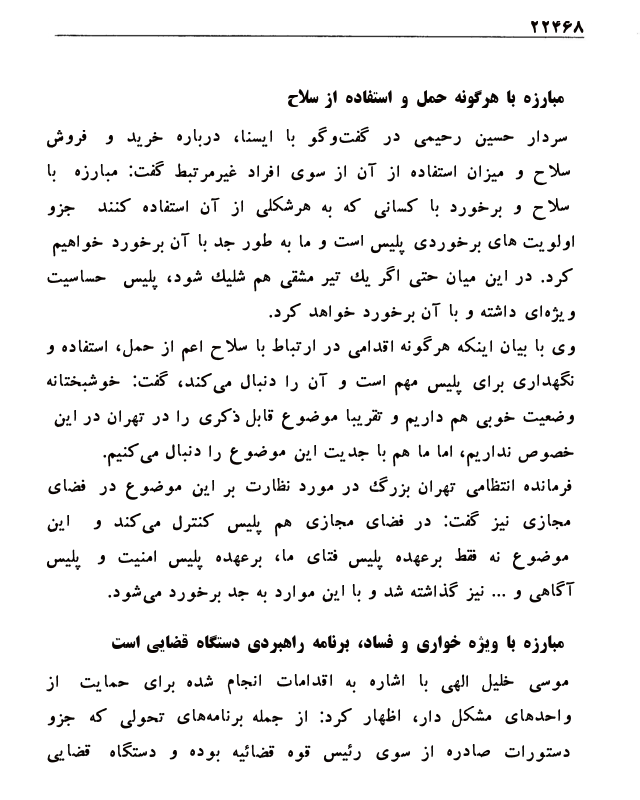 ۲۲۴۶۸
مبارزه با هرگونه حمل و استفاده از سلاح
سردار حسین رحیمی در گفت‌وگو با ایسنا، درباره خرید و فروش
سلاح و میزان استفاده از آن از سوی افراد غیرمرتبط گفت: مبارزه با
سلاح و برخورد با کسانی که به هرشکلی از آن استفاده کنند جزو
اولویت های برخوردی پلیس است و ما به طور جد با آن برخورد خواهیم
کرد. در این میان حتی اگر یك تیر مشقی هم شلیك شود، پلیس حساسیت
ویژه‌ای داشته و با آن برخورد خواهد کرد.
وی با بیان اینکه هرگونه اقدامی در ارتباط با سلاح اعم از حمل، استفاده و
نگهداری برای پلیس مهم است و آن را دنبال می‌کند، گفت: خوشبختانه
وضعیت خوبی هم داریم و تقریبا موضوع قابل ذکری را در تهران در این
خصوص نداریم، اما ما هم با جدیت این موضوع را دنبال می‌کنیم.
فرمانده انتظامی تهران بزرگ در مورد نظارت بر این موضوع در فضای
مجازی نیز گفت: در فضای مجازی هم پلیس کنترل می‌کند و این
موضوع نه فقط برعهده پلیس فتای ما، برعهده پلیس امنیت و پلیس
آگاهی و ... نیز گذاشته شد و با این موارد به جد برخورد می‌شود.
مبارزه با ویژه خواری و فساد، برنامه راهبردی دستگاه قضایی است
موسی خلیل الهی با اشاره به اقدامات انجام شده برای حمایت از
واحدهای مشکل دار، اظهار کرد: از جمله برنامه‌های تحولی که جزو
دستورات صادره از سوی رئیس قوه قضائیه بوده و دستگاه قضایی